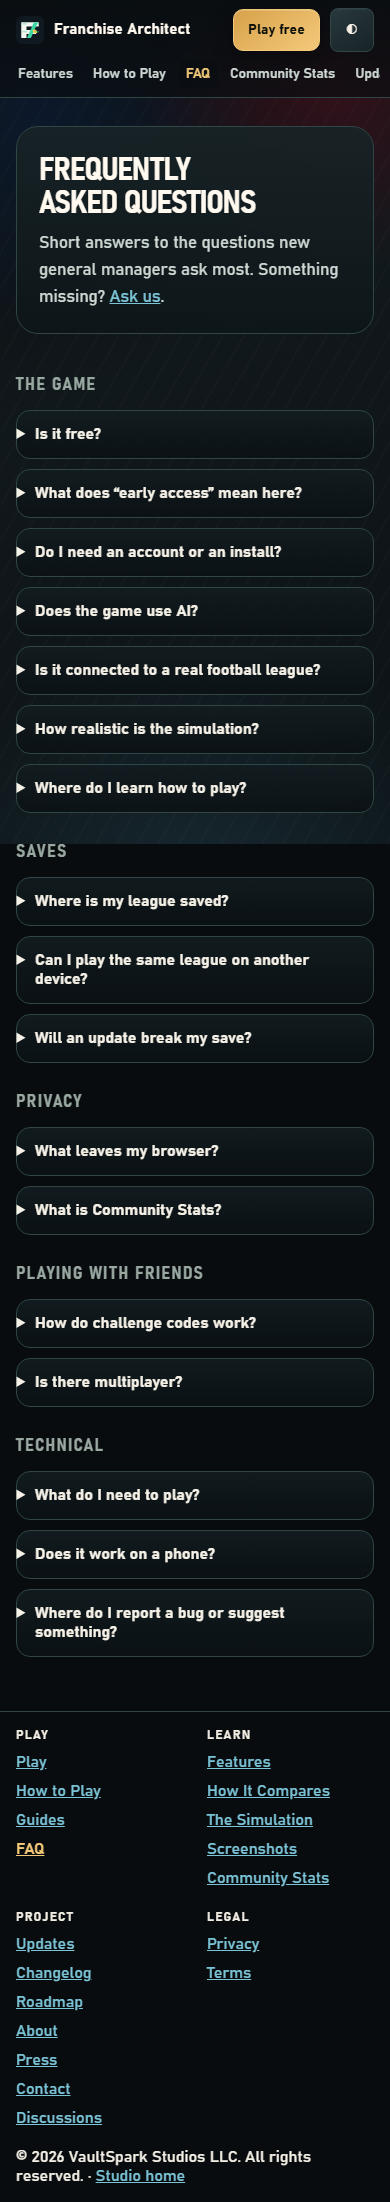 Franchise Architect
Play free
Features How to Play FAQ Community Stats
FREQUENTLY
ASKED QUESTIONS
Short answers to the questions new
general managers ask most. Something
missing? Ask us.
THE GAME
Is it free?
What does “early access” mean here?
Do I need an account or an install?
Does the game use AI?
Is it connected to a real football league?
How realistic is the simulation?
Where do I learn how to play?
SAVES
Where is my league saved?
Can I play the same league on another
device?
Will an update break my save?
PRIVACY
What leaves my browser?
What is Community Stats?
PLAYING WITH FRIENDS
How do challenge codes work?
Is there multiplayer?
TECHNICAL
What do I need to play?
Does it work on a phone?
Where do I report a bug or suggest
something?
PLAY
Play
How to Play
Guides
FAQ
LEARN
Features
How It Compares
The Simulation
Screenshots
Community Stats
PROJECT
Updates
Changelog
Roadmap
About
Press
Contact
Discussions
LEGAL
Privacy
Terms
© 2026 VaultSpark Studios LLC. All rights
reserved. · Studio home